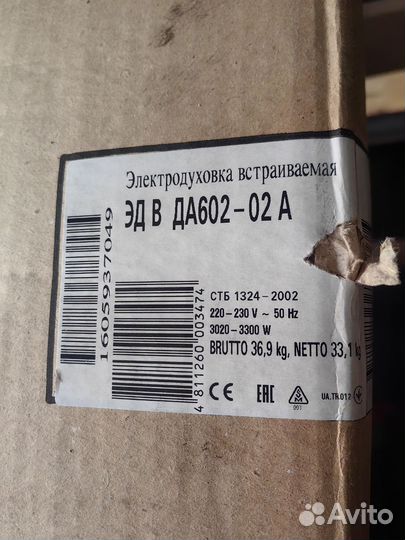 Электродуховка встраиваемая
ЭД В ДА602-02 А
1605937049
СТБ 1324-2002
220-230 V ~ 50 Hz
3020-3300 W
BRUTTO 36,9 kg, NETTO 33,1 kg
4 811260 003474
CE EAC 001 UA.TR.012
Avito